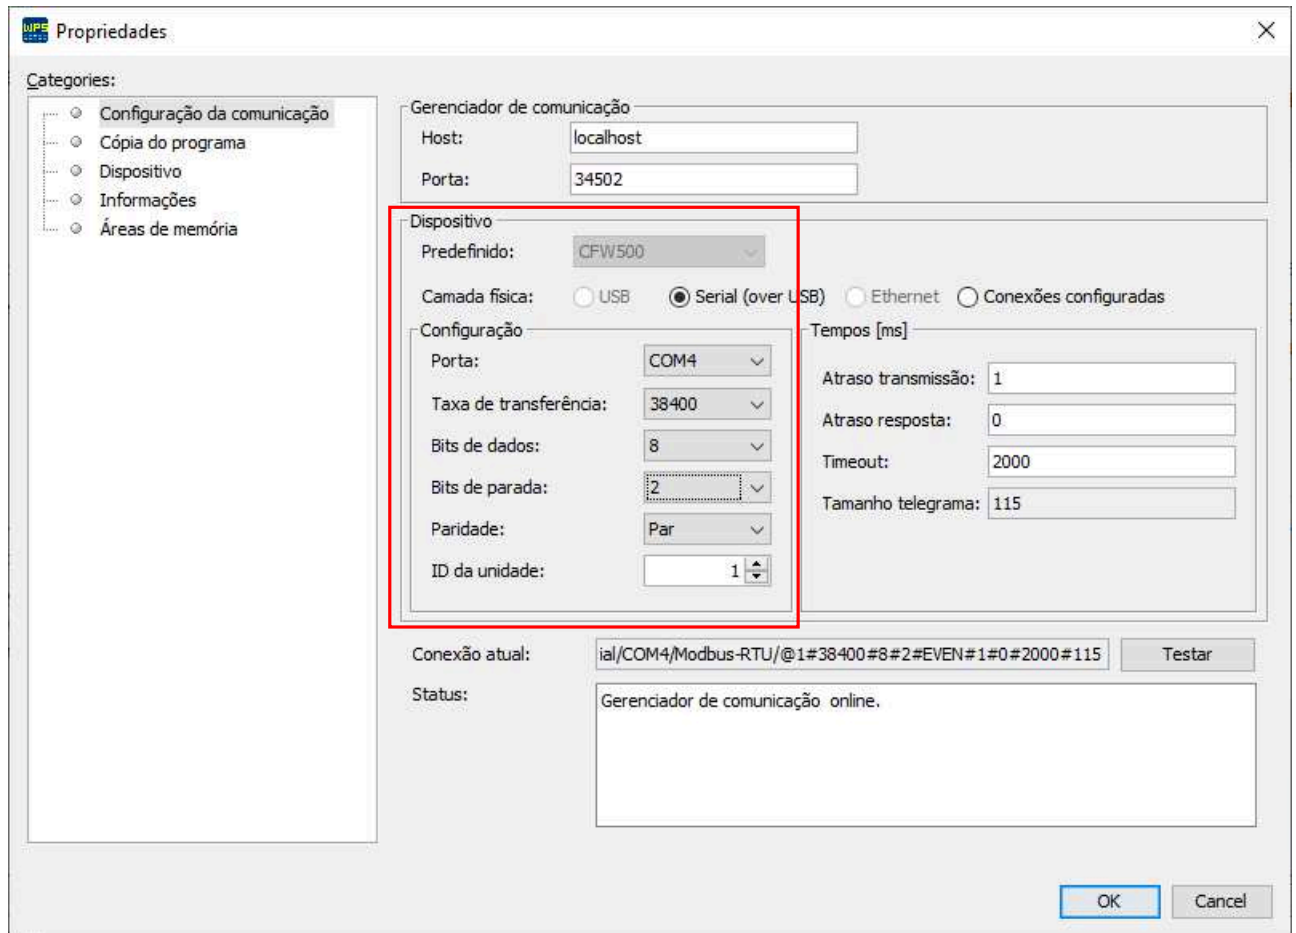 WPS
Propriedades
Categories:
Configuração da comunicação
Cópia do programa
Dispositivo
Informações
Áreas de memória
Gerenciador de comunicação
Host: localhost
Porta: 34502
Dispositivo
Predefinido: CFW500
Camada física: USB Serial (over USB) Ethernet Conexões configuradas
Configuração
Porta: COM4
Taxa de transferência: 38400
Bits de dados: 8
Bits de parada: 2
Paridade: Par
ID da unidade: 1
Tempos [ms]
Atraso transmissão: 1
Atraso resposta: 0
Timeout: 2000
Tamanho telegrama: 115
Conexão atual: ial/COM4/Modbus-RTU/@1#38400#8#2#EVEN#1#0#2000#115 Testar
Status: Gerenciador de comunicação online.
OK Cancel